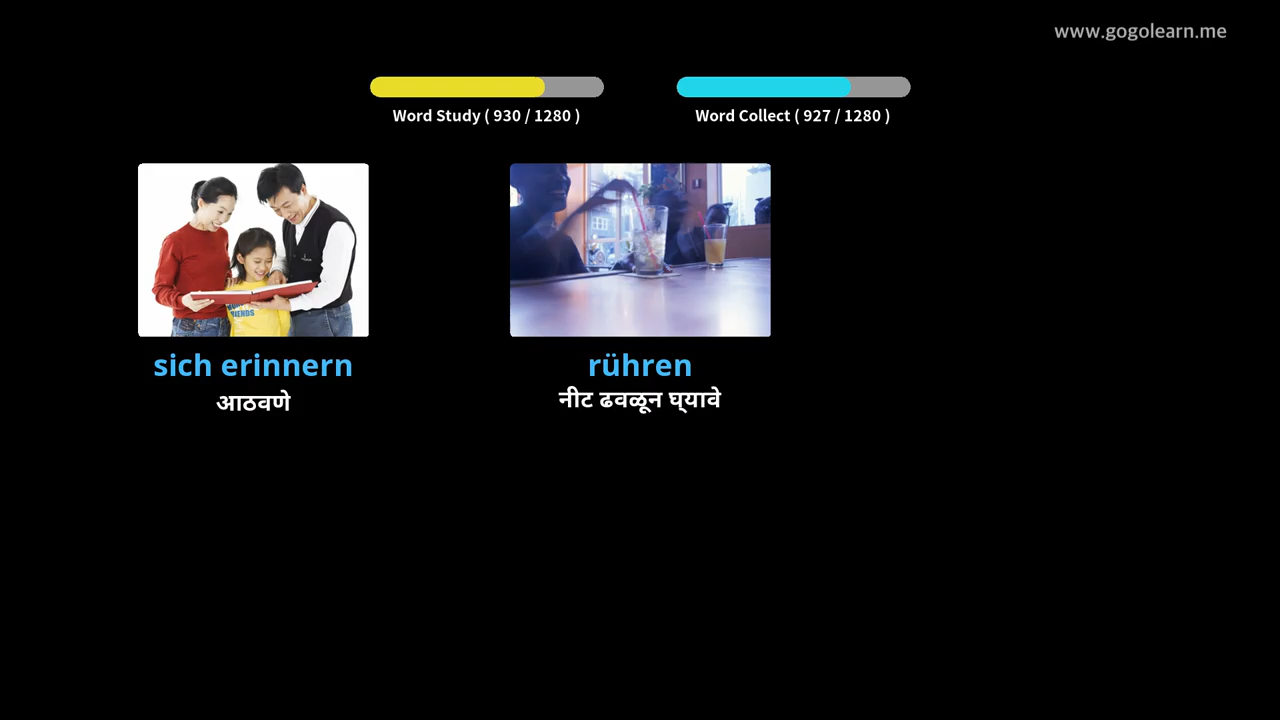 www.gogolearn.me
Word Study ( 930 / 1280 )
Word Collect ( 927 / 1280 )
sich erinnern
आठवणे
rühren
नीट ढवळून घ्यावे